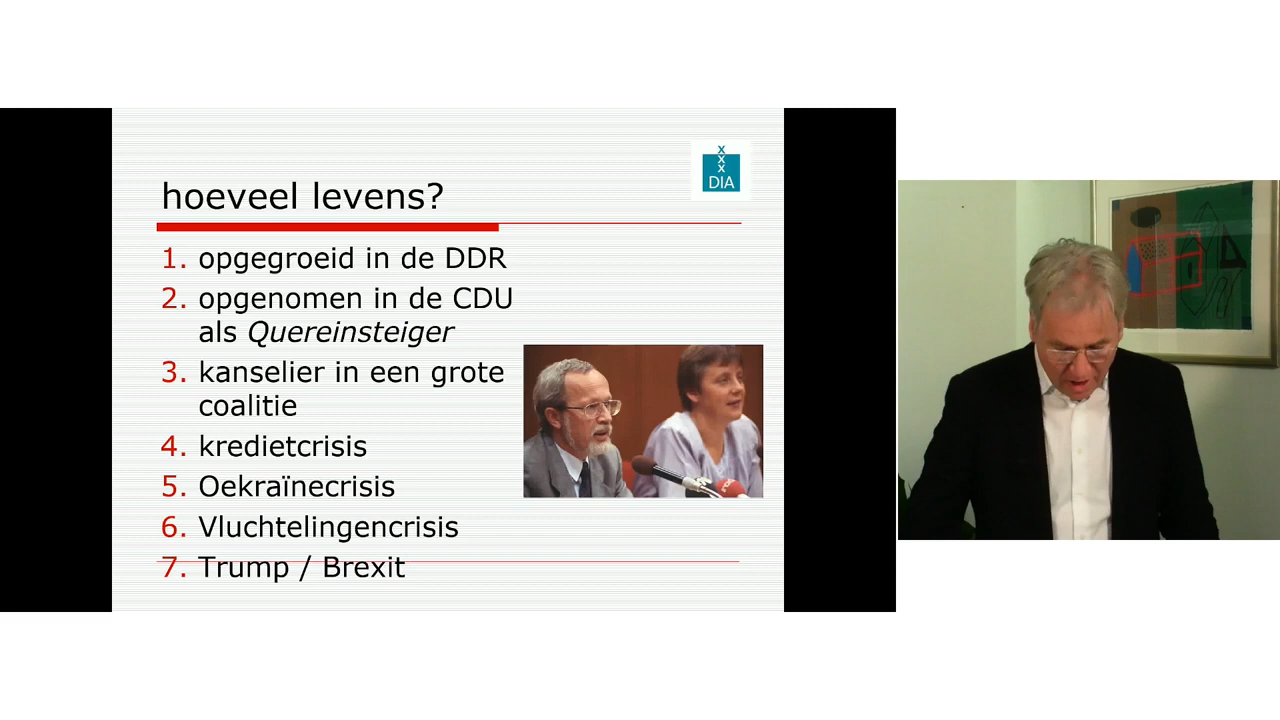 x
x
x
DIA
hoeveel levens?
1. opgegroeid in de DDR
2. opgenomen in de CDU
als Quereinsteiger
3. kanselier in een grote
coalitie
4. kredietcrisis
5. Oekraïnecrisis
6. Vluchtelingencrisis
7. Trump / Brexit